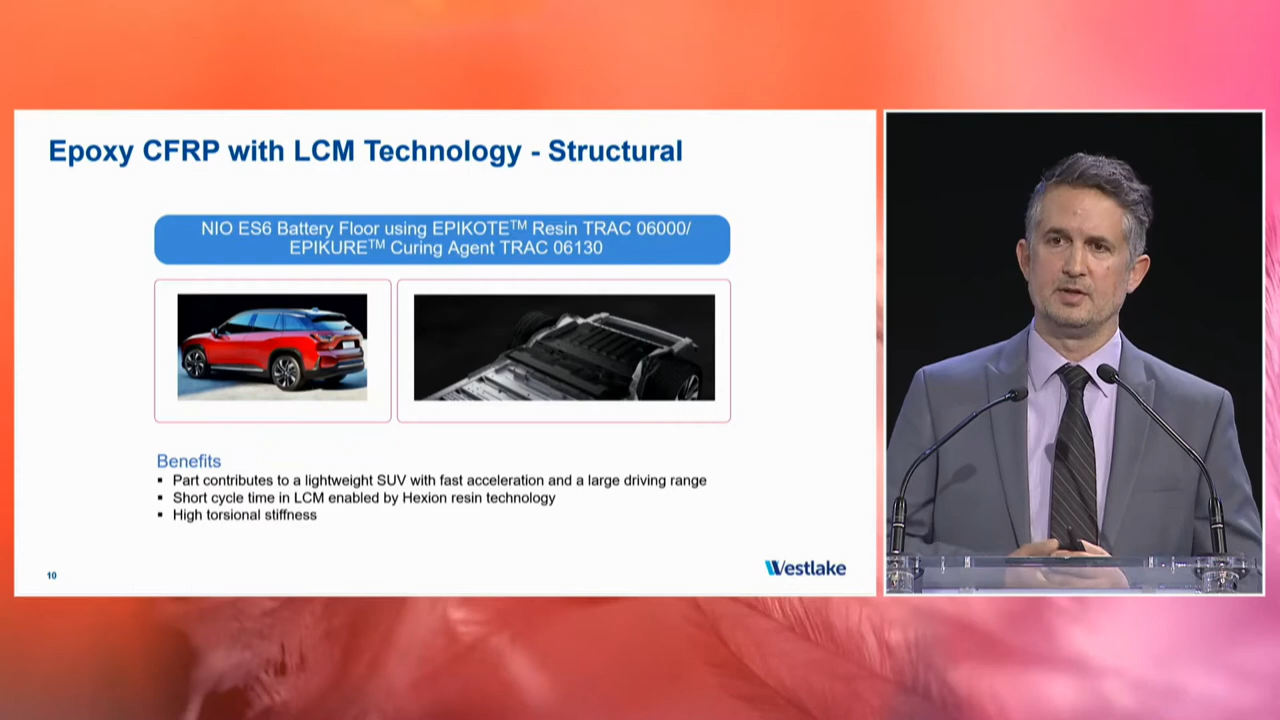 Epoxy CFRP with LCM Technology - Structural
NIO ES6 Battery Floor using EPIKOTE™ Resin TRAC 06000/
EPIKURE™ Curing Agent TRAC 06130
Benefits
▪ Part contributes to a lightweight SUV with fast acceleration and a large driving range
▪ Short cycle time in LCM enabled by Hexion resin technology
▪ High torsional stiffness
10
Westlake